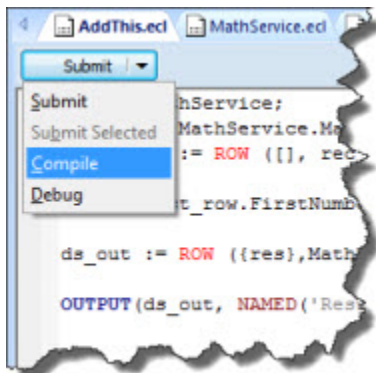 AddThis.ecl MathService.ecl
Submit
Submit
Submit Selected
Compile
Debug
hService;
MathService.Ma
:= ROW ([], rec
t_row.FirstNumb
ds_out := ROW ({res},Math
OUTPUT(ds_out, NAMED('Res